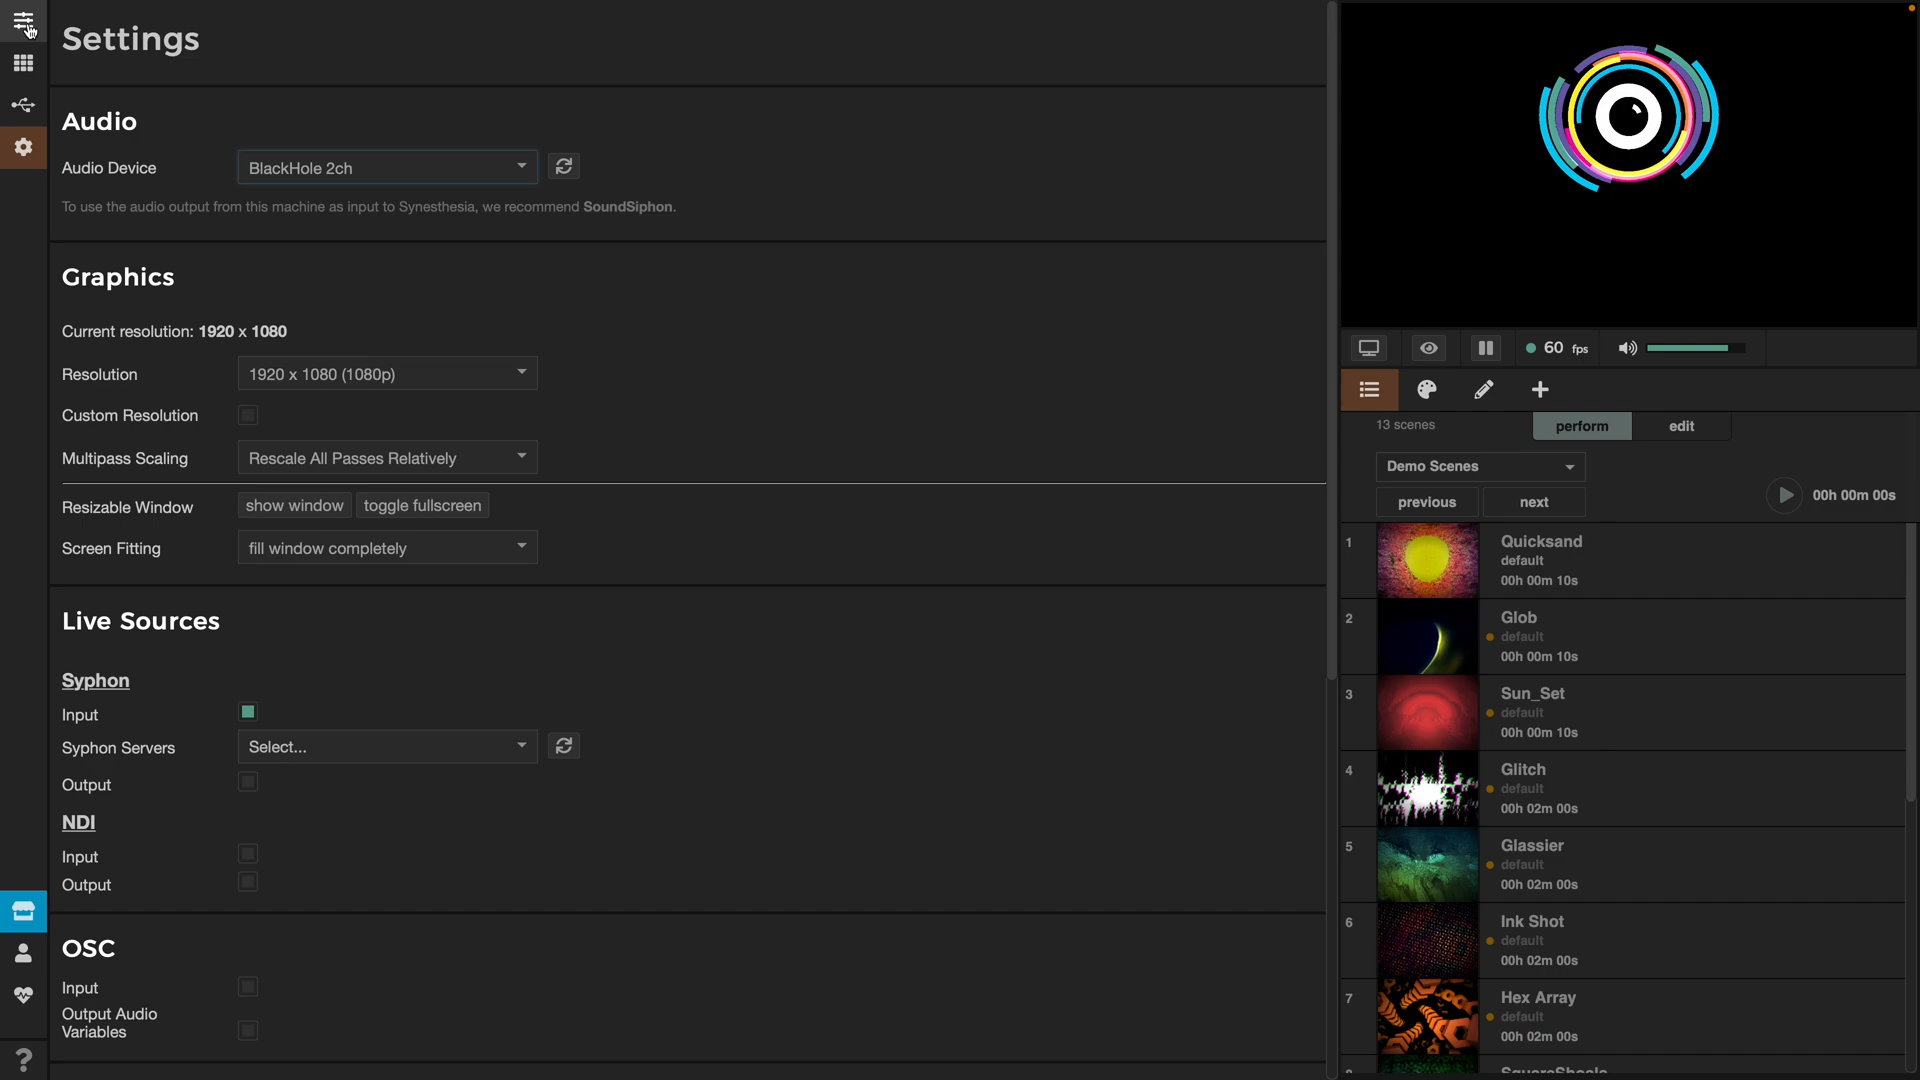 Settings
Audio
Audio Device
BlackHole 2ch
To use the audio output from this machine as input to Synesthesia, we recommend SoundSiphon.
Graphics
Current resolution: 1920 x 1080
Resolution
1920 x 1080 (1080p)
Custom Resolution
Multipass Scaling
Rescale All Passes Relatively
Resizable Window
show window
toggle fullscreen
Screen Fitting
fill window completely
Live Sources
Syphon
Input
Syphon Servers
Select...
Output
NDI
Input
Output
OSC
Input
Output Audio
Variables
?
60 fps
13 scenes
perform
edit
Demo Scenes
previous
next
00h 00m 00s
1
Quicksand
default
00h 00m 10s
2
Glob
default
00h 00m 10s
3
Sun_Set
default
00h 00m 10s
4
Glitch
default
00h 02m 00s
5
Glassier
default
00h 02m 00s
6
Ink Shot
default
00h 02m 00s
7
Hex Array
default
00h 02m 00s